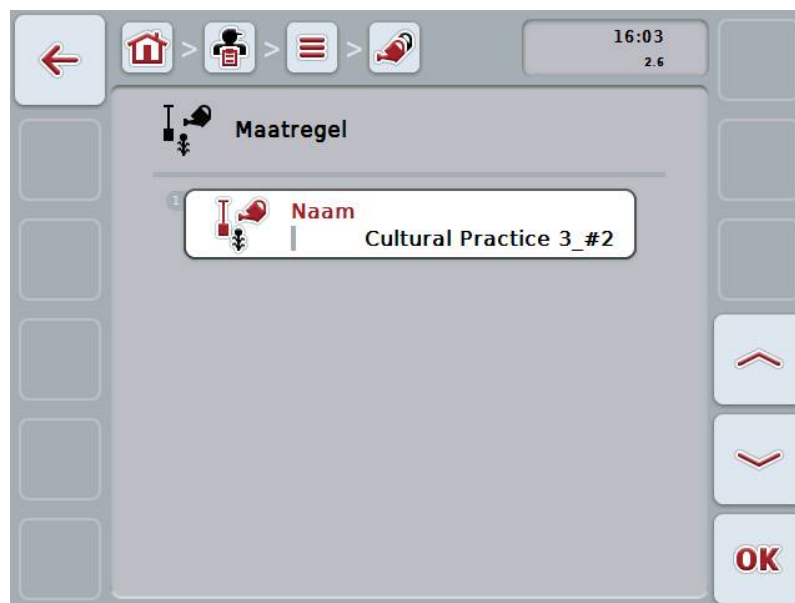 > > >
16:03
2.6
Maatregel
1
Naam
Cultural Practice 3_#2
OK